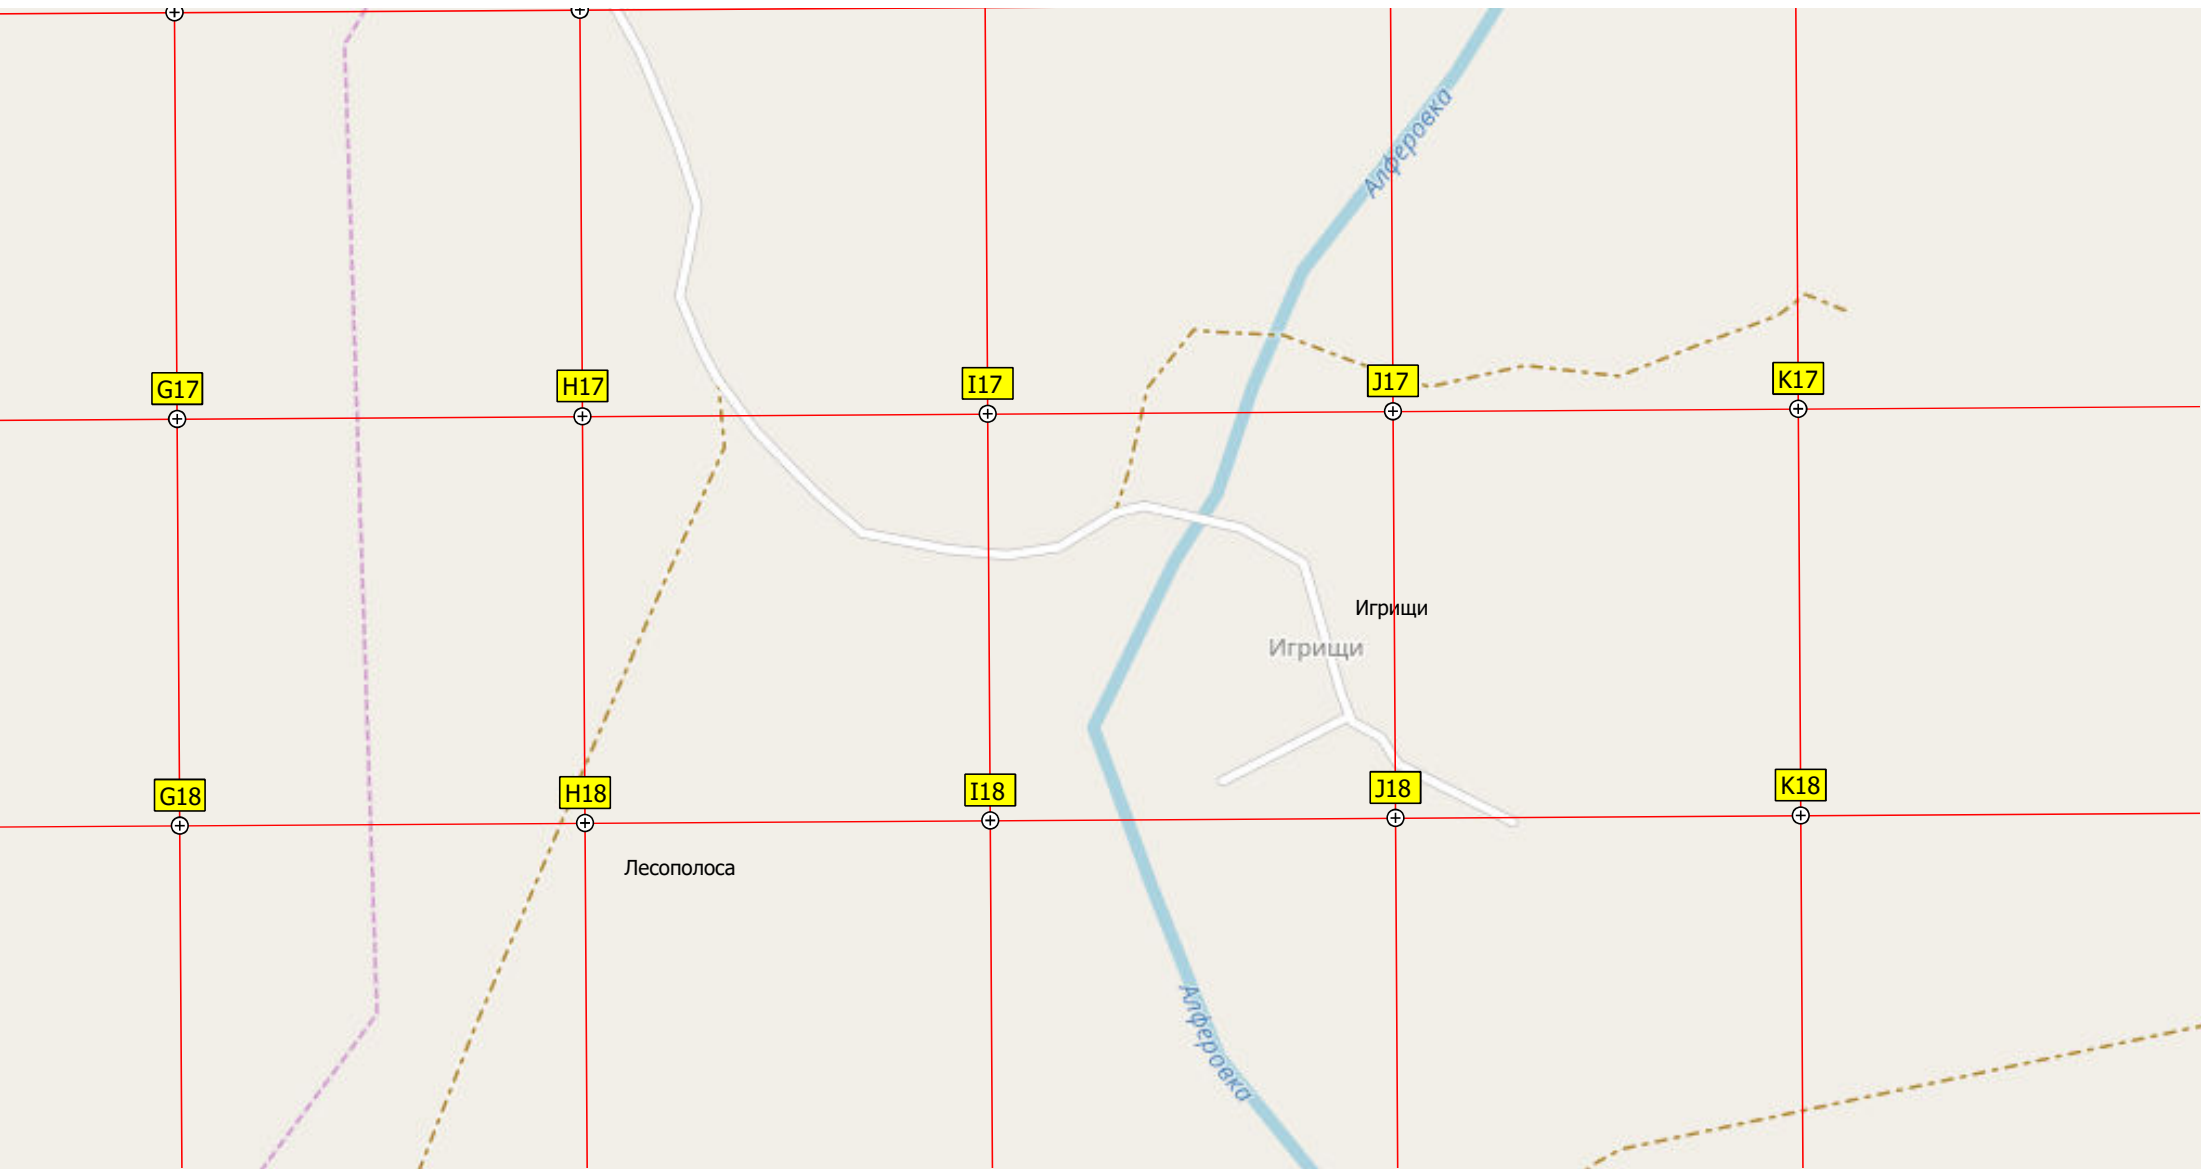 Алферовка
G17
H17
I17
J17
K17
Игрищи
Игрищи
G18
H18
I18
J18
K18
Лесополоса
Алферовка